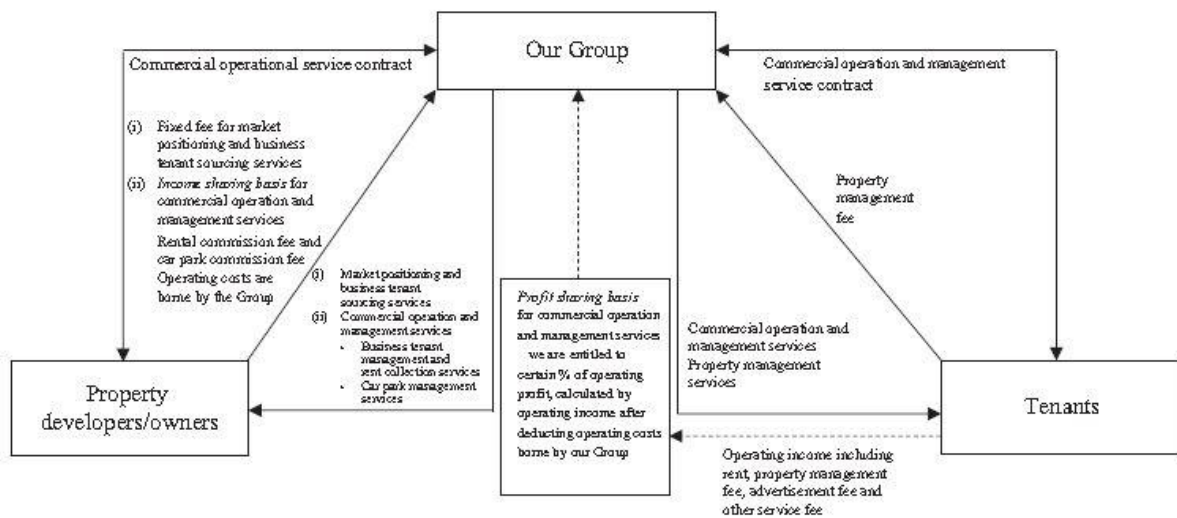 Our Group
Commercial operational service contract
Commercial operation and management
service contract
(i) Fixed fee for market
positioning and business
tenant sourcing services
(ii) Income sharing basis for
commercial operation and
management services
Rental commission fee and
car park commission fee
Operating costs are
borne by the Group
(i) Market positioning and
business tenant
sourcing services
(ii) Commercial operation and
management services
• Business tenant
management and
rent collection services
• Car park management
services
Profit sharing basis
for commercial operation
and management services
we are entitled to
certain % of operating
profit, calculated by
operating income after
deducting operating costs
borne by our Group
Property
management
fee
Commercial operation and
management services
Property management
services
Property
developers/owners
Tenants
Operating income including
rent, property management
fee, advertisement fee and
other service fee